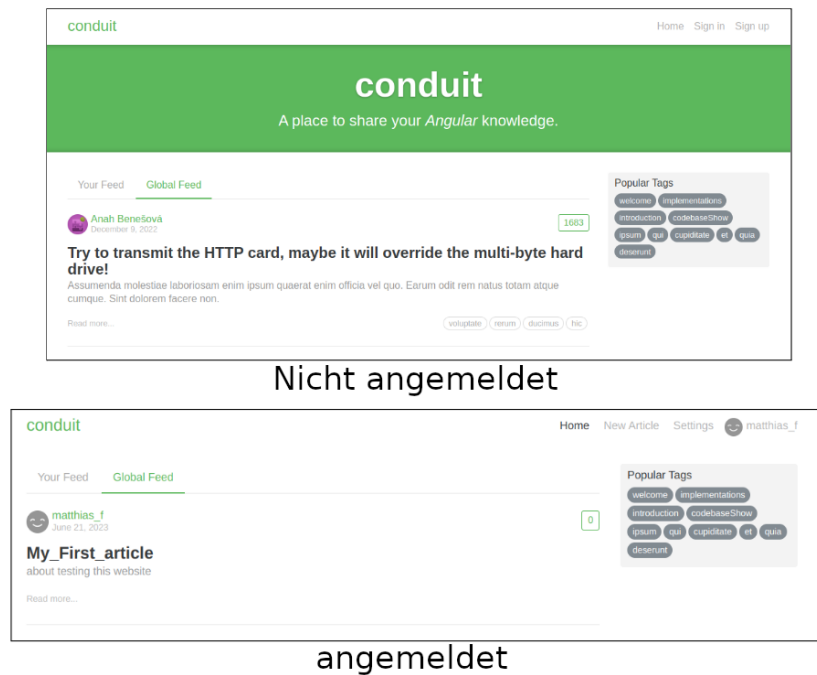 conduit
Home Sign in Sign up
conduit
A place to share your Angular knowledge.
Your Feed Global Feed
Popular Tags
welcome implementations
introduction codebaseShow
ipsum qui cupiditate et quia
deserunt
Anah Benešová
December 9, 2022
1683
Try to transmit the HTTP card, maybe it will override the multi-byte hard
drive!
Assumenda molestiae laboriosam enim ipsum quaerat enim officia vel quo. Earum odit rem natus totam atque
cumque. Sint dolorem facere non.
Read more...
voluptate rerum ducimus hic
Nicht angemeldet
conduit
Home New Article Settings matthias_f
Your Feed Global Feed
Popular Tags
welcome implementations
introduction codebaseShow
ipsum qui cupiditate et quia
deserunt
matthias_f
June 21, 2023
0
My_First_article
about testing this website
Read more...
angemeldet